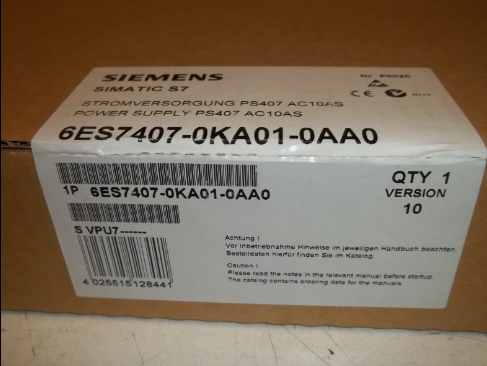 SIEMENS
SIMATIC S7
STROMVERSORGUNG PS407 AC10AS
POWER SUPPLY PS407 AC10AS
6ES7407-0KA01-0AA0
N117
1P 6ES7407-0KA01-0AA0
QTY 1
VERSION
10
S VPU7------
Achtung !
Vor Inbetriebnahme Hinweise im jeweiligen Handbuch beachten.
Bestelldaten hierfür finden Sie im Katalog.
Caution !
Please read the notes in the relevant manual before startup.
The catalog contains ordering data for the manuals.
4 025515 128441